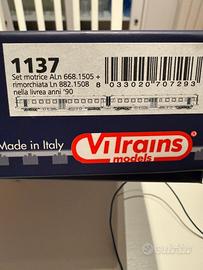 1137
Set motrice ALn 668.1505 +
rimorchiata Ln 882.1508
nella livrea anni '90
8 033020 707293
Made in Italy
ViTrains
models
subito